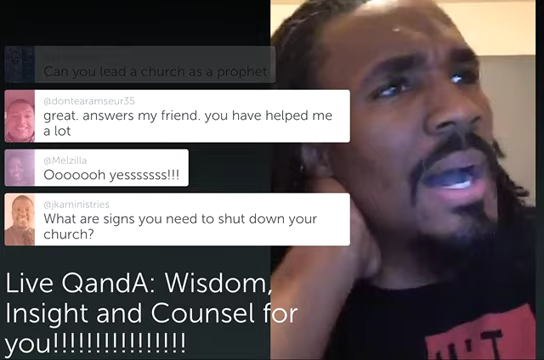 Can you lead a church as a prophet
@dontearamseur35
great. answers my friend. you have helped me
a lot
@Melzilla
Ooooooh yesssssss!!!
@jkaministries
What are signs you need to shut down your
church?
Live QandA: Wisdom,
Insight and Counsel for
you!!!!!!!!!!!!!!!!!